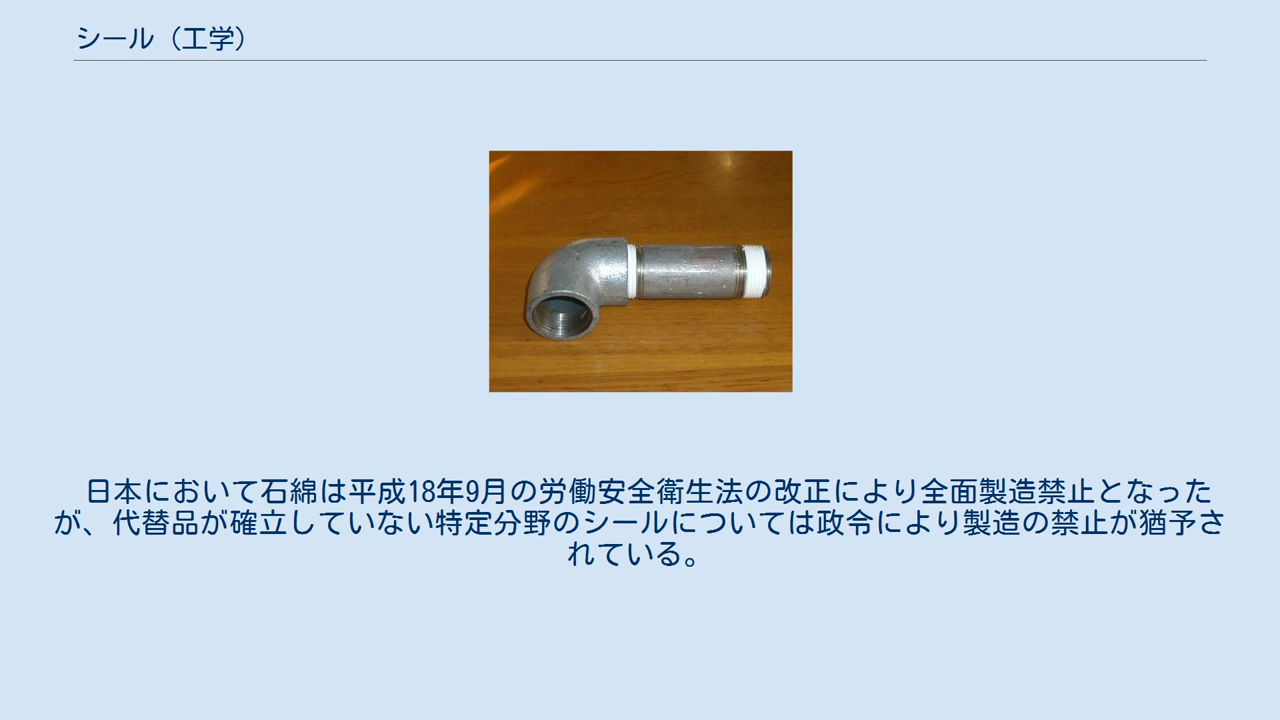 シール（工学）
日本において石綿は平成18年9月の労働安全衛生法の改正により全面製造禁止となった
が、代替品が確立していない特定分野のシールについては政令により製造の禁止が猶予さ
れている。